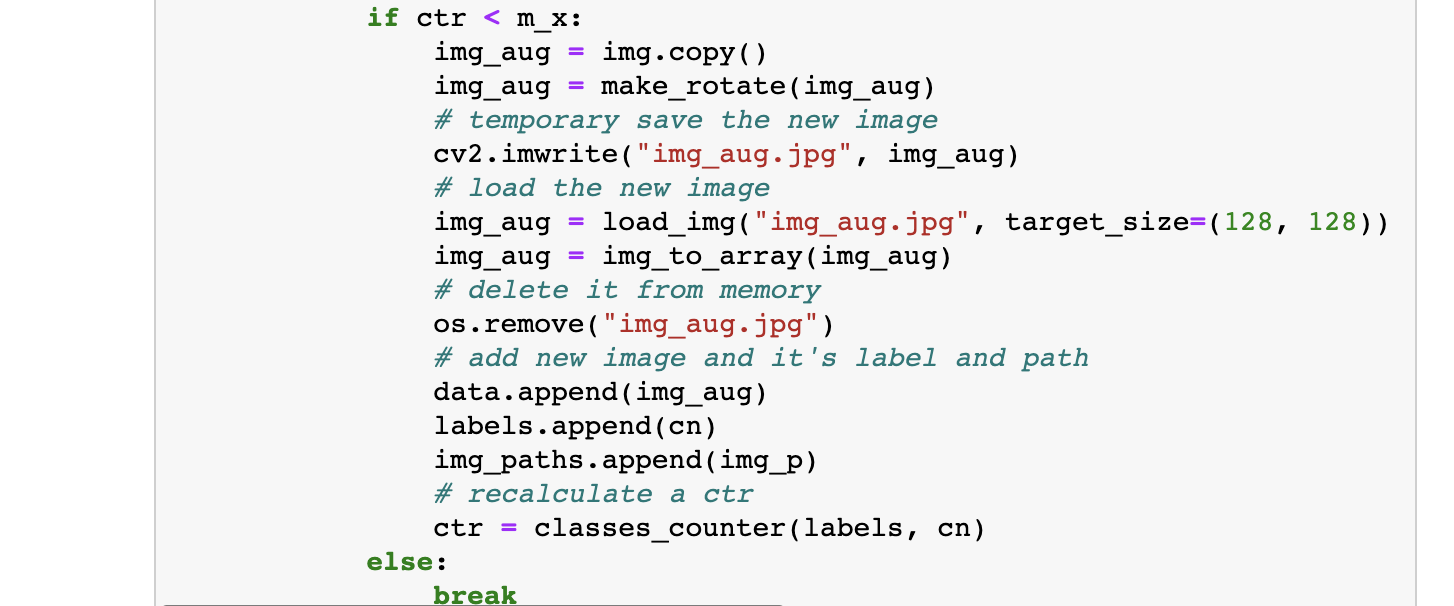 if ctr < m_x:
img_aug = img.copy()
img_aug = make_rotate(img_aug)
# temporary save the new image
cv2.imwrite("img_aug.jpg", img_aug)
# load the new image
img_aug = load_img("img_aug.jpg", target_size=(128, 128))
img_aug = img_to_array(img_aug)
# delete it from memory
os.remove("img_aug.jpg")
# add new image and it's label and path
data.append(img_aug)
labels.append(cn)
img_paths.append(img_p)
# recalculate a ctr
ctr = classes_counter(labels, cn)
else:
break